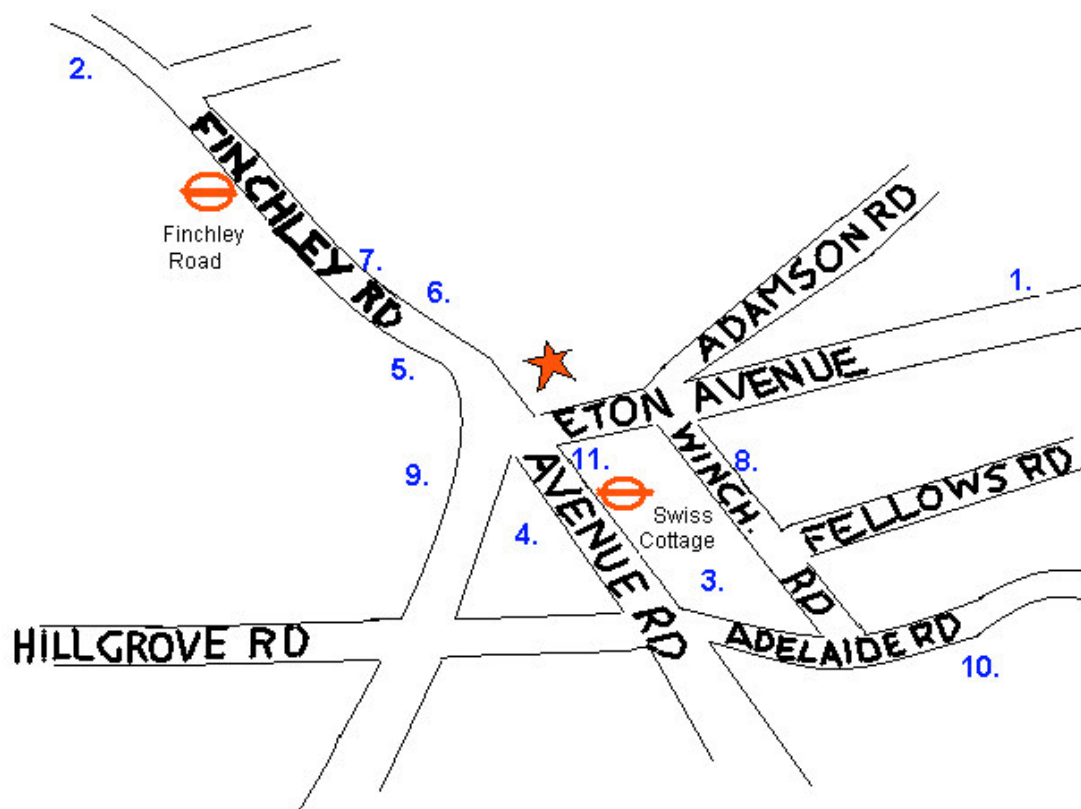 2.
FINCHLEY RD
Finchley
Road
7.
6.
ADAMSON RD
1.
5.
ETON AVENUE
11.
WINCH. RD
8.
9.
AVENUE RD
4.
Swiss
Cottage
FELLOWS RD
3.
HILLGROVE RD
ADELAIDE RD
10.